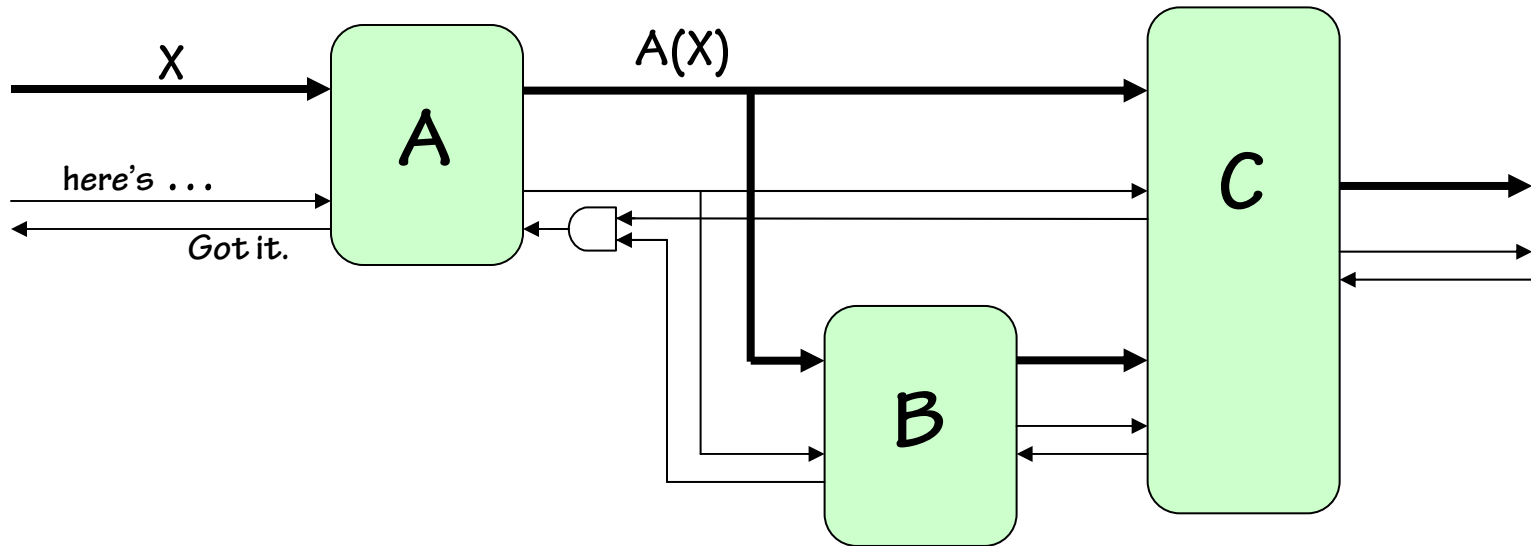 X
A(X)
A
here's ...
Got it.
C
B